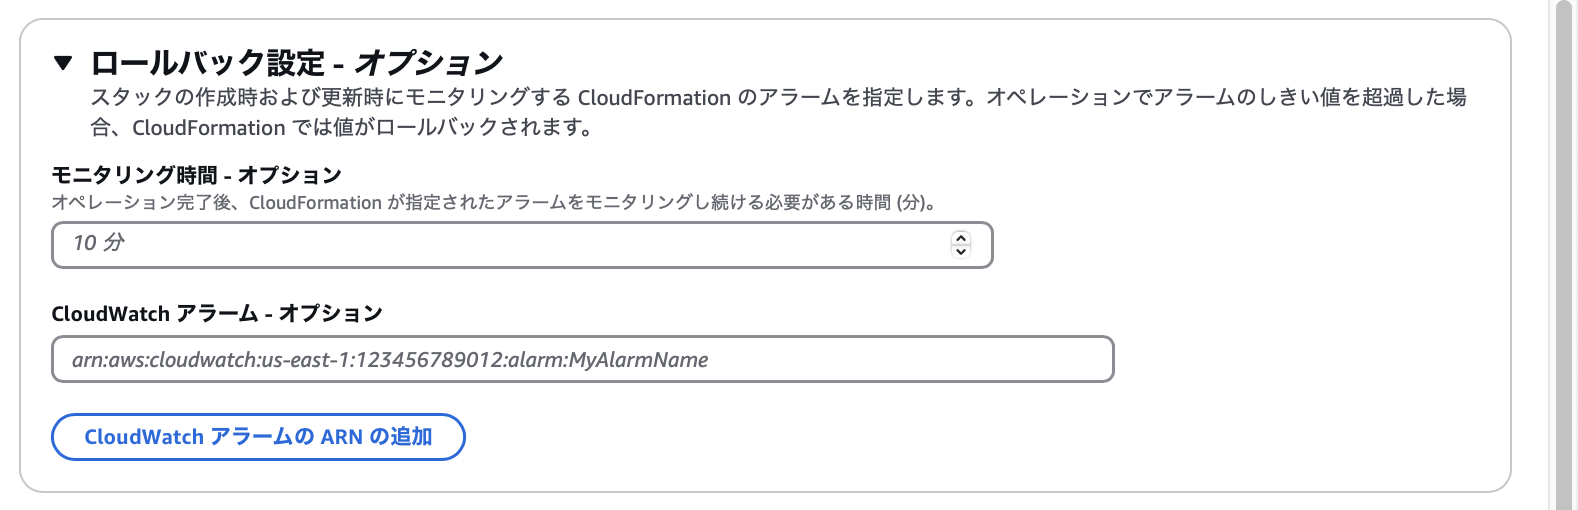 ▼ ロールバック設定 - オプション
スタックの作成時および更新時にモニタリングする CloudFormation のアラームを指定します。オペレーションでアラームのしきい値を超過した場
合、CloudFormation では値がロールバックされます。
モニタリング時間 - オプション
オペレーション完了後、CloudFormation が指定されたアラームをモニタリングし続ける必要がある時間 (分)。
10 分
CloudWatch アラーム - オプション
arn:aws:cloudwatch:us-east-1:123456789012:alarm:MyAlarmName
CloudWatch アラームの ARN の追加